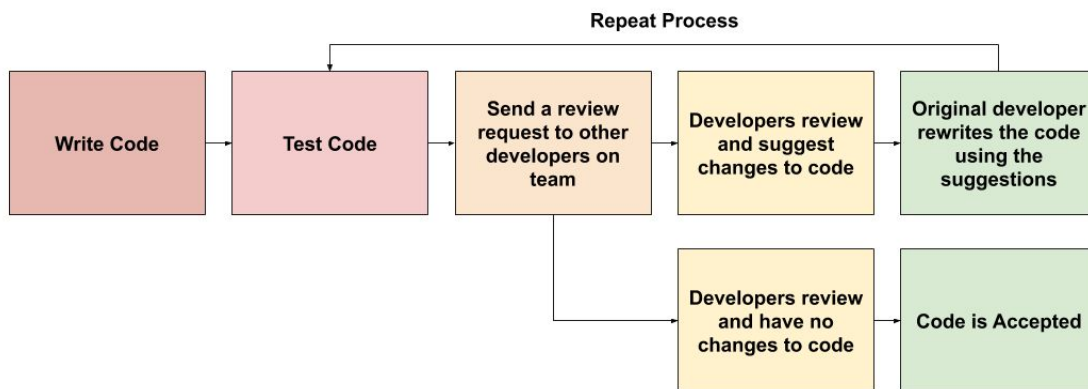 Repeat Process
Write Code
Test Code
Send a review
request to other
developers on
team
Developers review
and suggest
changes to code
Original developer
rewrites the code
using the
suggestions
Developers review
and have no
changes to code
Code is Accepted